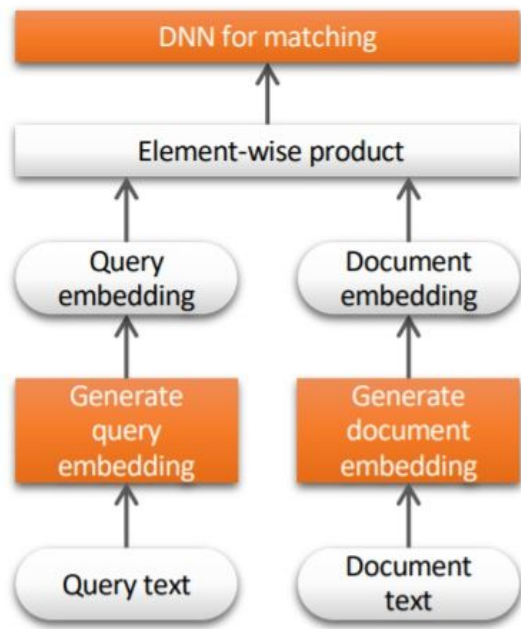 DNN for matching
Element-wise product
Query
embedding
Document
embedding
Generate
query
embedding
Generate
document
embedding
Query text
Document
text